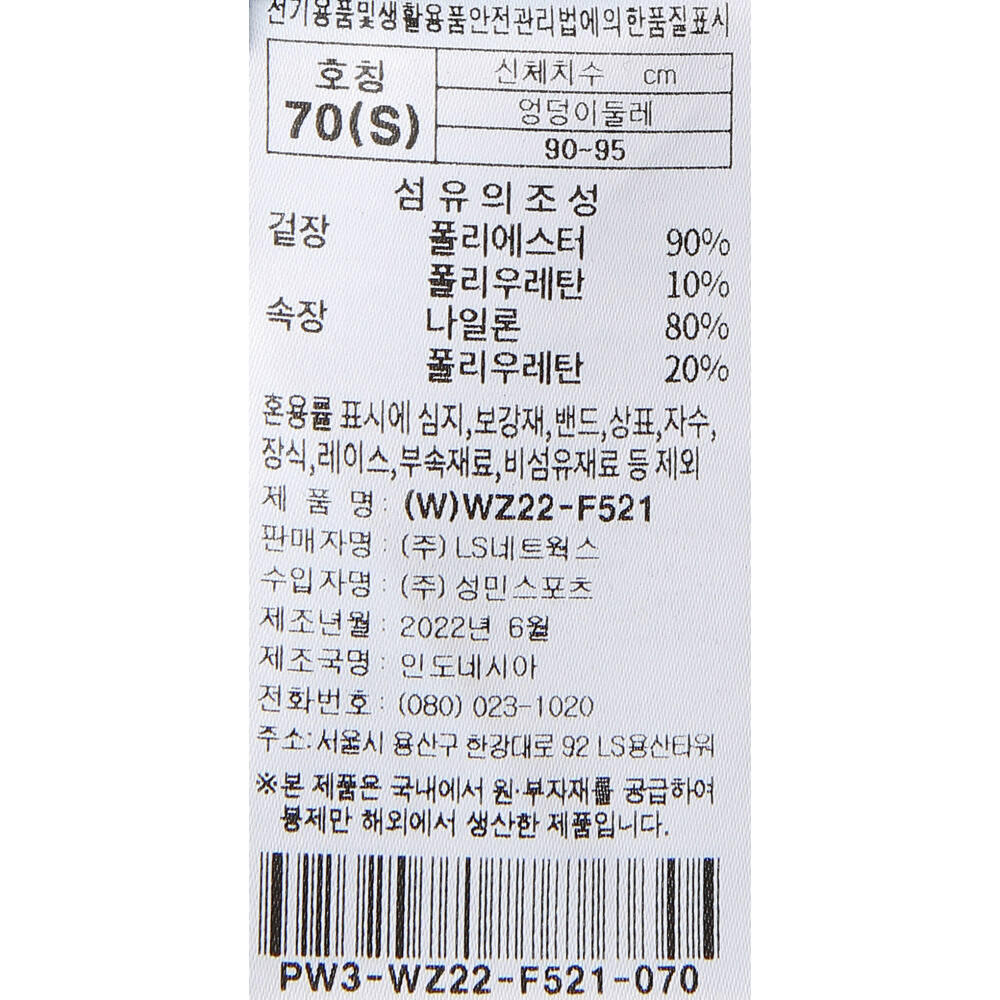 전기용품및생활용품안전관리법에의한품질표시
호칭
70(S)
신체치수 cm
엉덩이둘레
90~95
섬유의조성
겉장 폴리에스터 90%
폴리우레탄 10%
속장 나일론 80%
폴리우레탄 20%
혼용률 표시에 심지,보강재,밴드,상표,자수,
장식,레이스,부속재료,비섬유재료 등 제외
제 품 명 : (W)WZ22-F521
판매자명 : (주) LS네트웍스
수입자명 : (주) 성민스포츠
제조년월 : 2022년 6월
제조국명 : 인도네시아
전화번호 : (080) 023-1020
주소:서울시 용산구 한강대로 92 LS용산타워
※본 제품은 국내에서 원·부자재를 공급하여
봉제만 해외에서 생산한 제품입니다.
PW3-WZ22-F521-070